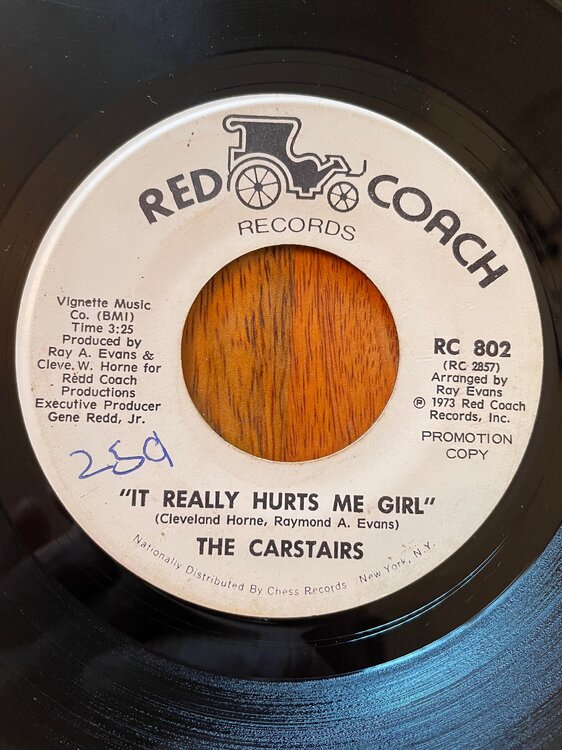 RED COACH
RECORDS
Vignette Music
Co. (BMI)
Time 3:25
Produced by
Ray A. Evans &
Cleve. W. Horne for
Redd Coach
Productions
Executive Producer
Gene Redd, Jr.
RC 802
(RC 2857)
Arranged by
Ray Evans
℗ 1973 Red Coach
Records, Inc.
PROMOTION
COPY
"IT REALLY HURTS ME GIRL"
(Cleveland Horne, Raymond A. Evans)
THE CARSTAIRS
Nationally Distributed By Chess Records New York, N.Y.